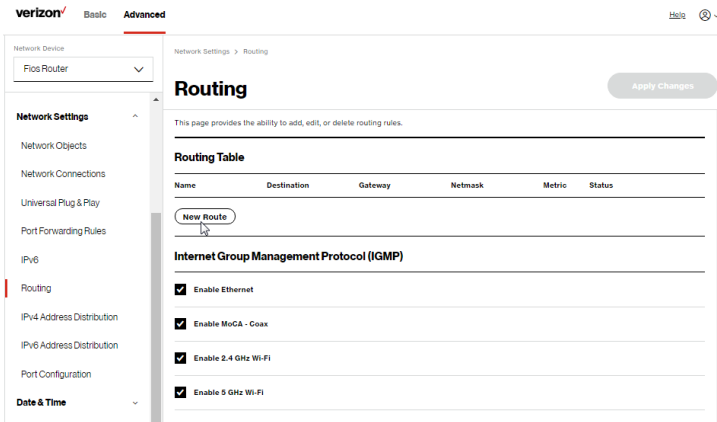 verizon Basic Advanced Help
Network Device
Fios Router
Network Settings
Network Objects
Network Connections
Universal Plug & Play
Port Forwarding Rules
IPv6
Routing
IPv4 Address Distribution
IPv6 Address Distribution
Port Configuration
Date & Time
Network Settings > Routing
Routing
Apply Changes
This page provides the ability to add, edit, or delete routing rules.
Routing Table
Name Destination Gateway Netmask Metric Status
New Route
Internet Group Management Protocol (IGMP)
Enable Ethernet
Enable MoCA - Coax
Enable 2.4 GHz Wi-Fi
Enable 5 GHz Wi-Fi